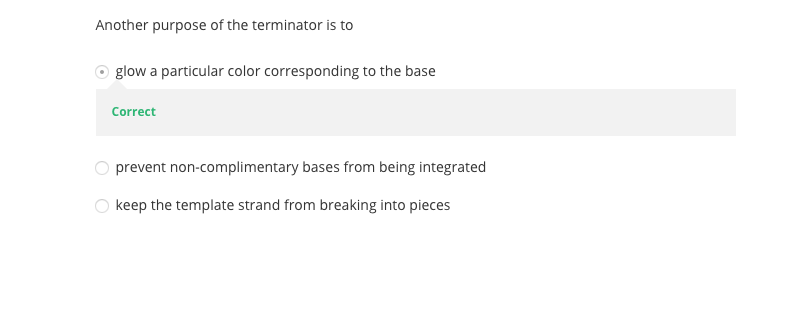 Another purpose of the terminator is to
glow a particular color corresponding to the base
Correct
prevent non-complimentary bases from being integrated
keep the template strand from breaking into pieces